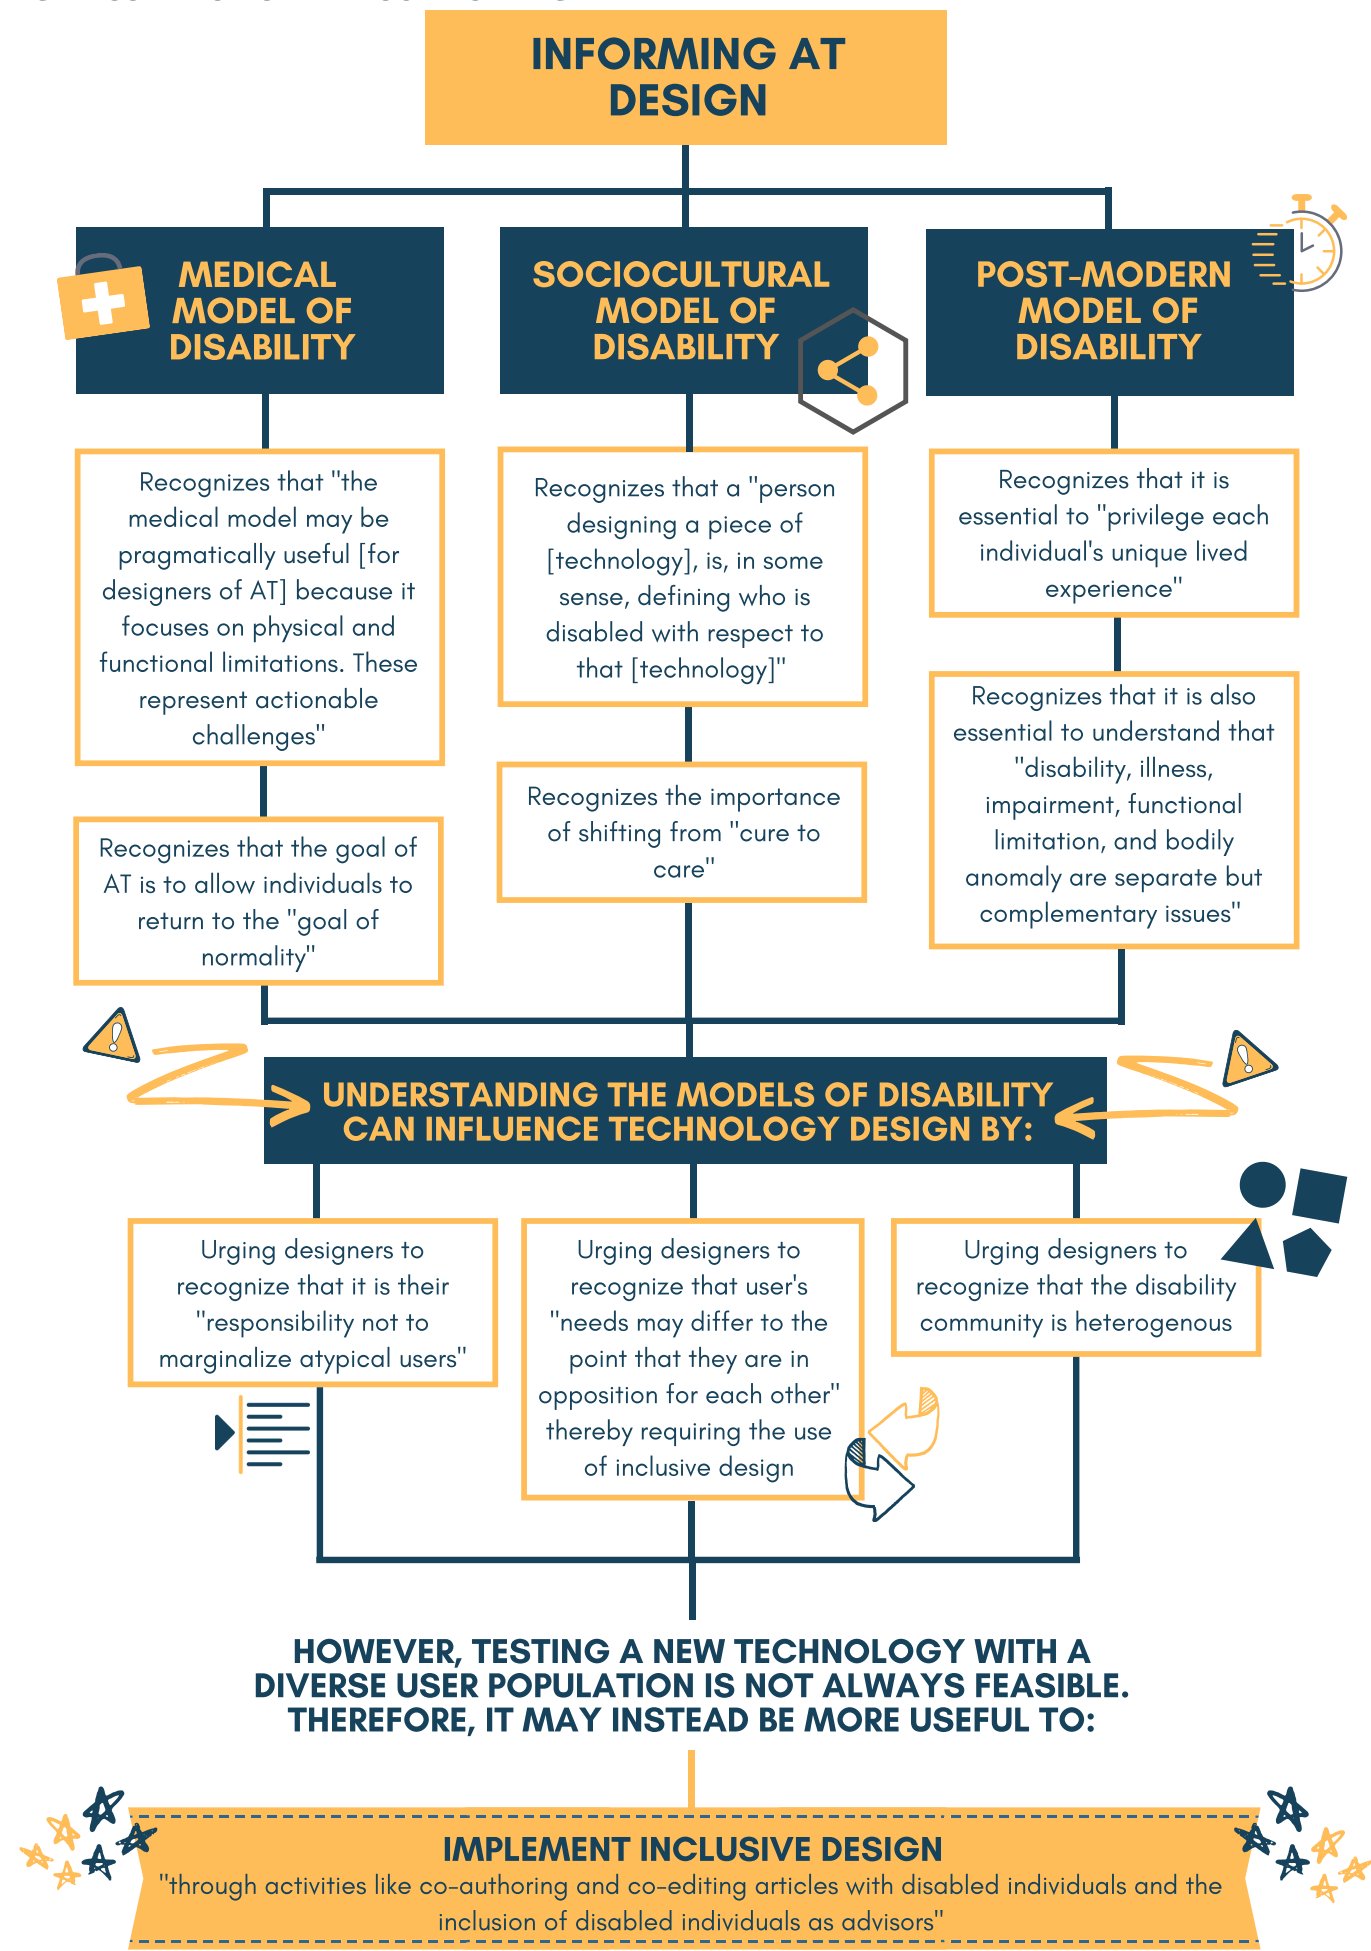 INFORMING AT
DESIGN
MEDICAL
MODEL OF
DISABILITY
Recognizes that "the
medical model may be
pragmatically useful [for
designers of AT] because it
focuses on physical and
functional limitations. These
represent actionable
challenges"
Recognizes that the goal of
AT is to allow individuals to
return to the "goal of
normality"
SOCIOCULTURAL
MODEL OF
DISABILITY
Recognizes that a "person
designing a piece of
[technology], is, in some
sense, defining who is
disabled with respect to
that [technology]"
Recognizes the importance
of shifting from "cure to
care"
POST-MODERN
MODEL OF
DISABILITY
Recognizes that it is
essential to "privilege each
individual's unique lived
experience"
Recognizes that it is also
essential to understand that
"disability, illness,
impairment, functional
limitation, and bodily
anomaly are separate but
complementary issues"
UNDERSTANDING THE MODELS OF DISABILITY
CAN INFLUENCE TECHNOLOGY DESIGN BY:
Urging designers to
recognize that it is their
"responsibility not to
marginalize atypical users"
Urging designers to
recognize that user's
"needs may differ to the
point that they are in
opposition for each other"
thereby requiring the use
of inclusive design
Urging designers to
recognize that the disability
community is heterogenous
HOWEVER, TESTING A NEW TECHNOLOGY WITH A
DIVERSE USER POPULATION IS NOT ALWAYS FEASIBLE.
THEREFORE, IT MAY INSTEAD BE MORE USEFUL TO:
IMPLEMENT INCLUSIVE DESIGN
"through activities like co-authoring and co-editing articles with disabled individuals and the
inclusion of disabled individuals as advisors"